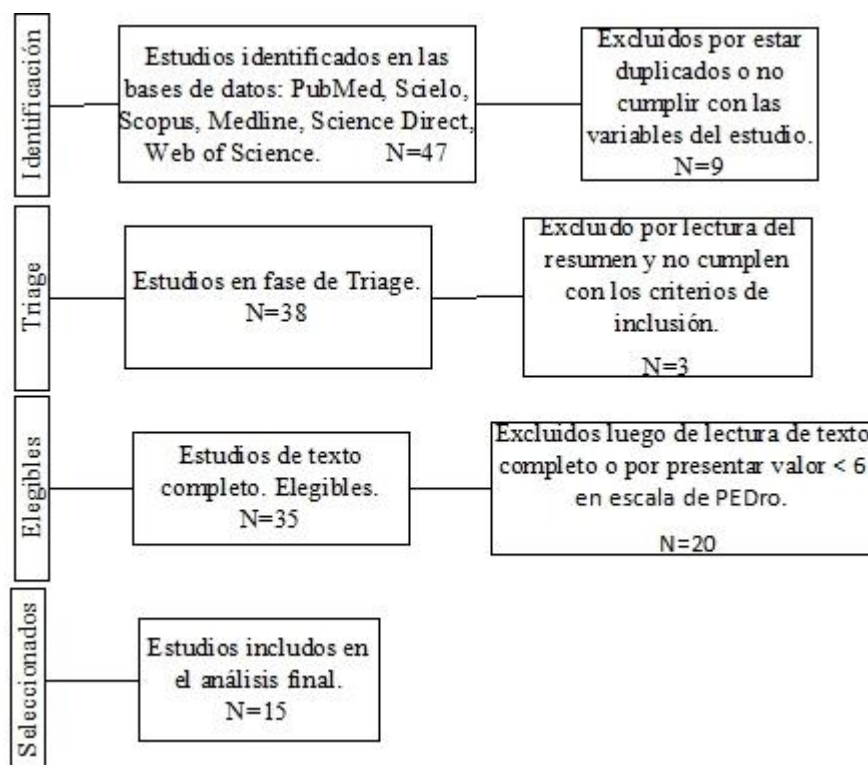 Identificación
Estudios identificados en las
bases de datos: PubMed, Scielo,
Scopus, Medline, Science Direct,
Web of Science. N=47
Excluidos por estar
duplicados o no
cumplir con las
variables del estudio.
N=9
Triage
Estudios en fase de Triage.
N=38
Excluido por lectura del
resumen y no cumplen
con los criterios de
inclusión.
N=3
Elegibles
Estudios de texto
completo. Elegibles.
N=35
Excluidos luego de lectura de texto
completo o por presentar valor < 6
en escala de PEDro.
N=20
Seleccionados
Estudios includos en
el análisis final.
N=15